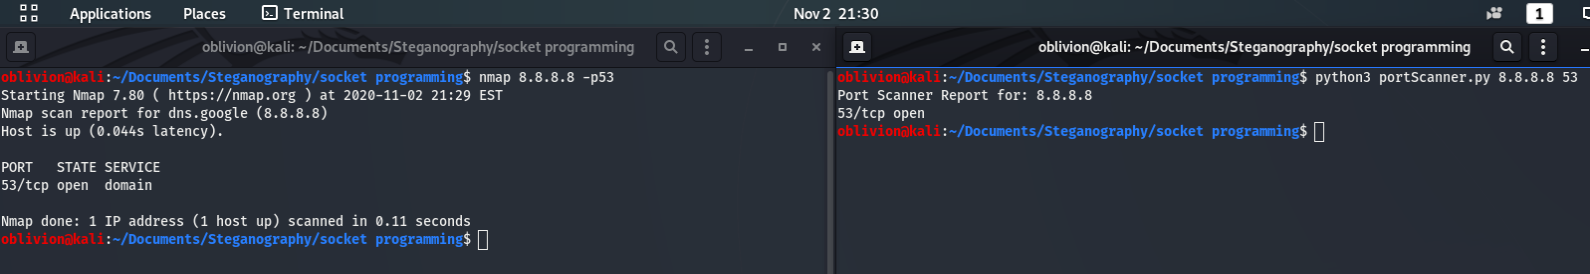 Applications Places Terminal Nov 2 21:30 1
oblivion@kali: ~/Documents/Steganography/socket programming
oblivion@kali:~/Documents/Steganography/socket programming$ nmap 8.8.8.8 -p53
Starting Nmap 7.80 ( https://nmap.org ) at 2020-11-02 21:29 EST
Nmap scan report for dns.google (8.8.8.8)
Host is up (0.044s latency).
PORT STATE SERVICE
53/tcp open domain
Nmap done: 1 IP address (1 host up) scanned in 0.11 seconds
oblivion@kali:~/Documents/Steganography/socket programming$
oblivion@kali: ~/Documents/Steganography/socket programming
oblivion@kali:~/Documents/Steganography/socket programming$ python3 portScanner.py 8.8.8.8 53
Port Scanner Report for: 8.8.8.8
53/tcp open
oblivion@kali:~/Documents/Steganography/socket programming$